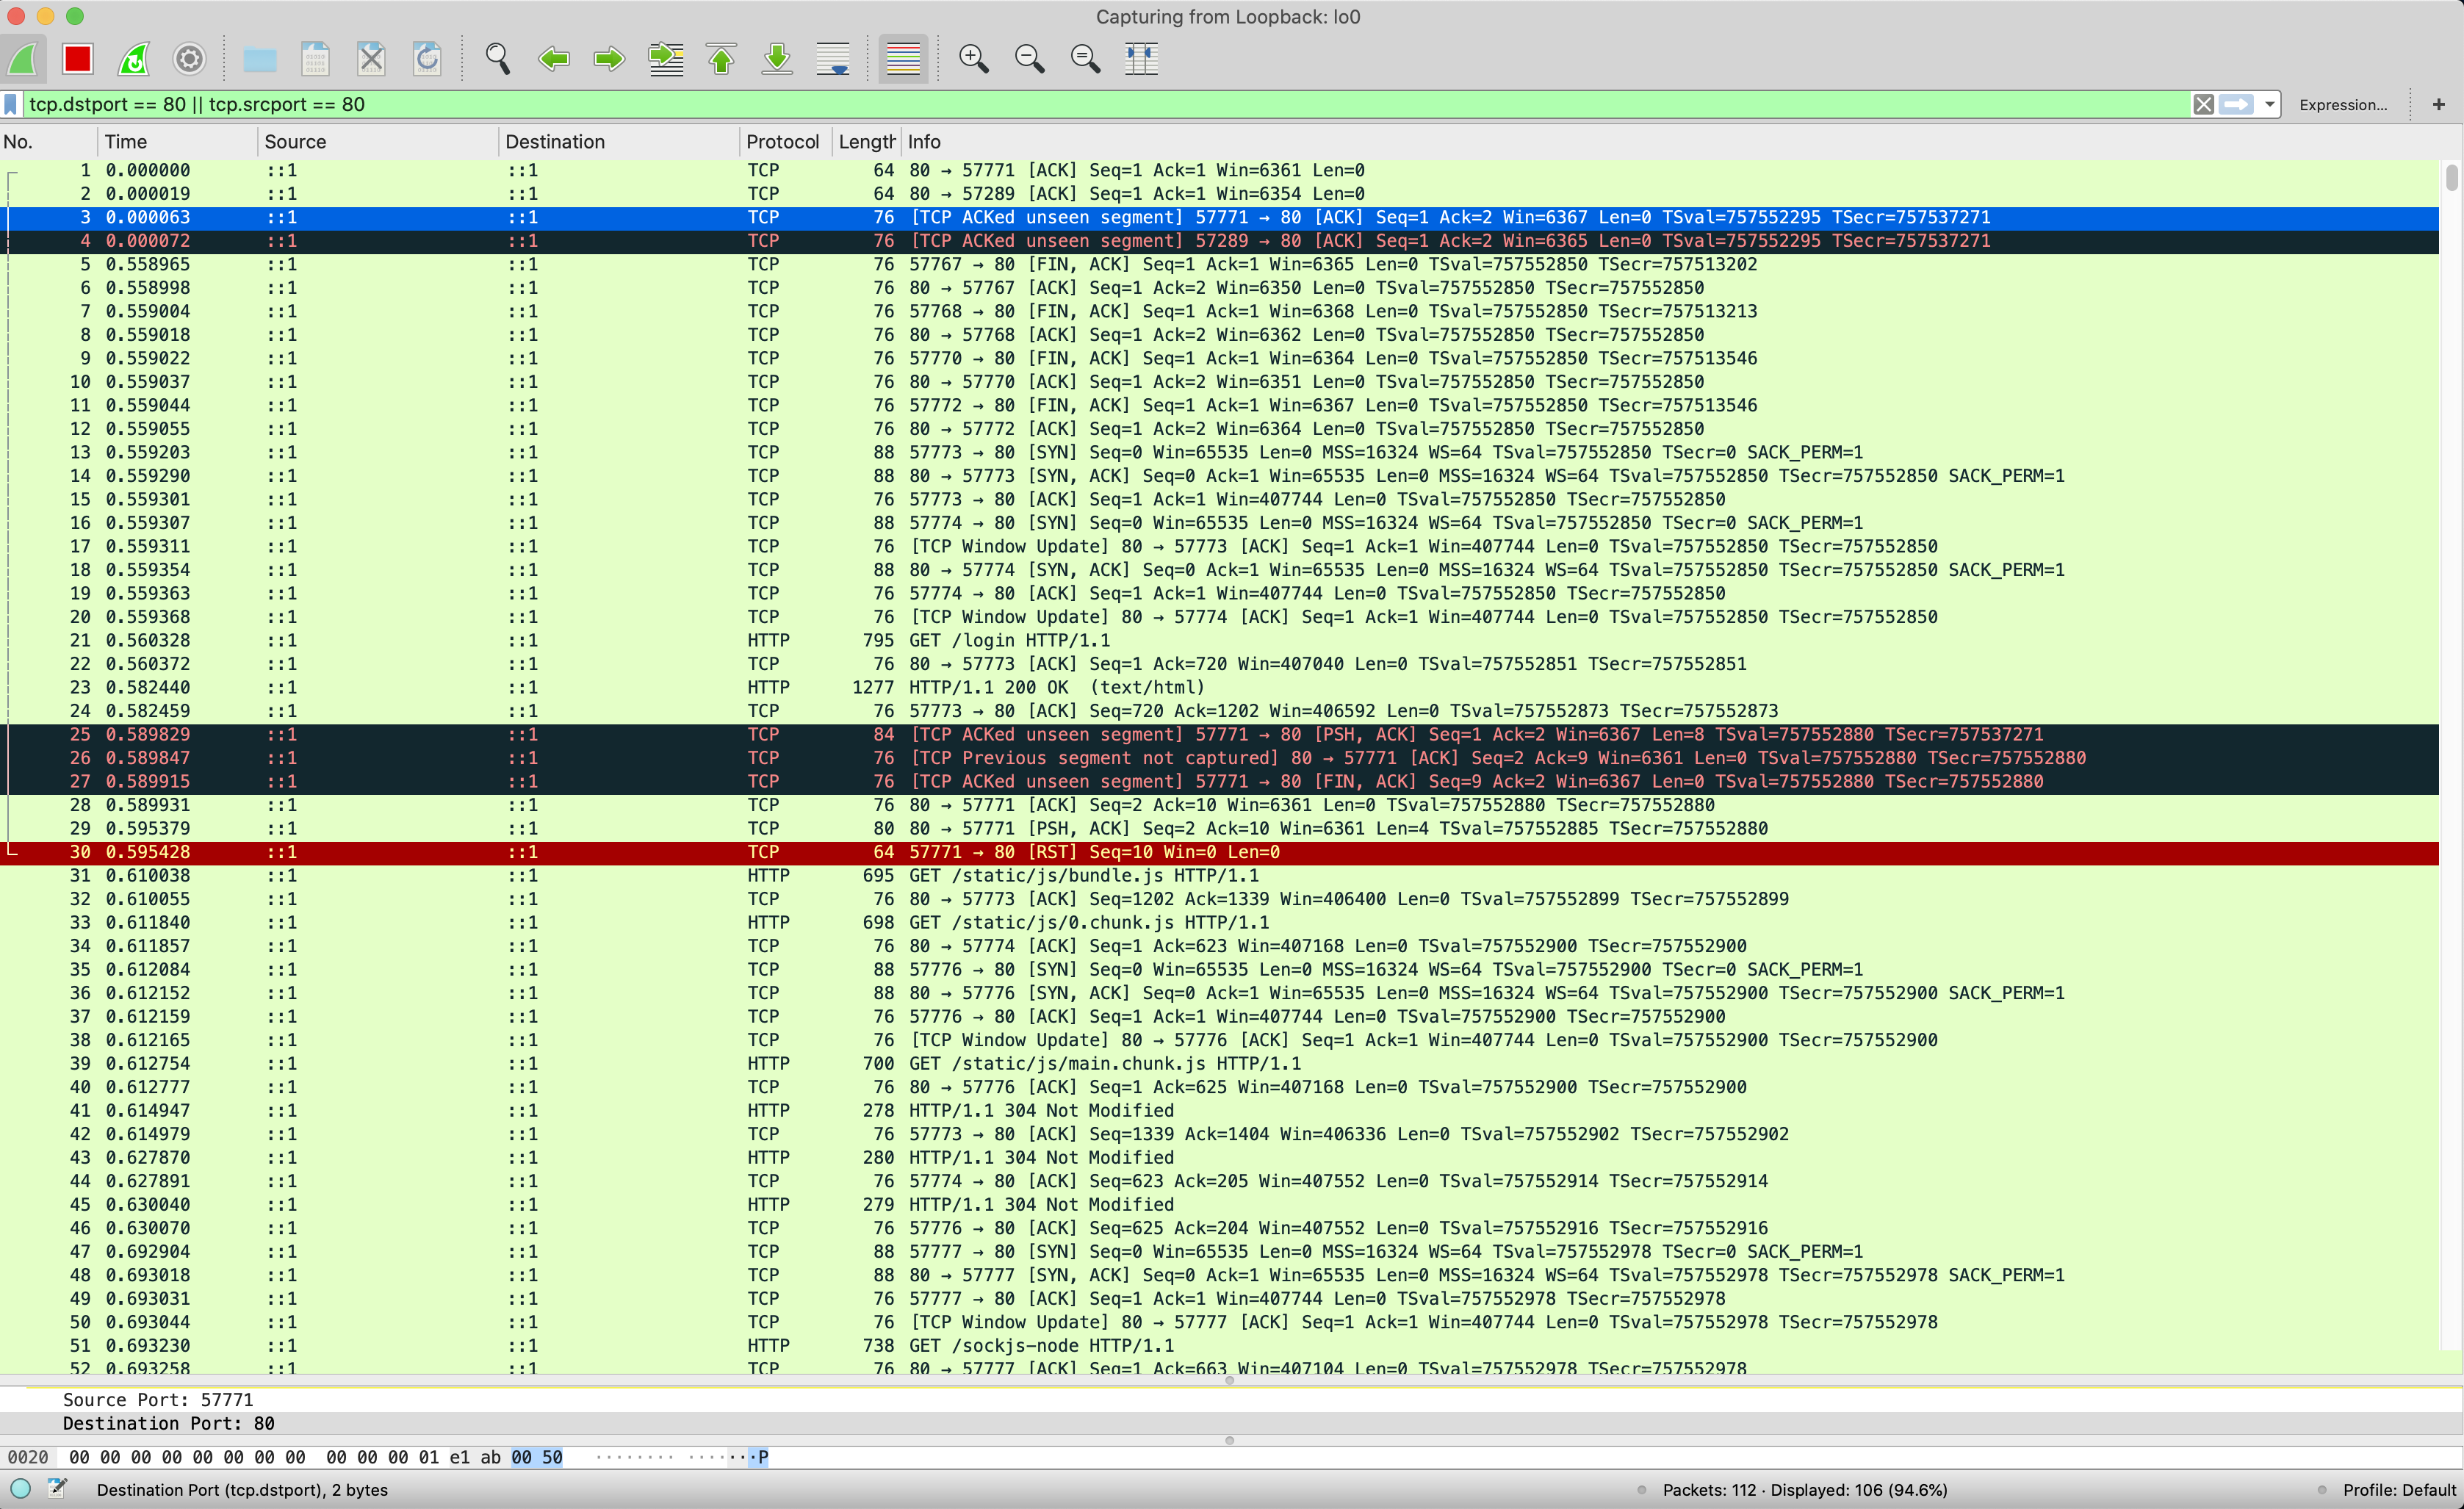 Capturing from Loopback: lo0
tcp.dstport == 80 || tcp.srcport == 80 Expression... +
No. Time Source Destination Protocol Length Info
1 0.000000 ::1 ::1 TCP 64 80 → 57771 [ACK] Seq=1 Ack=1 Win=6361 Len=0
2 0.000019 ::1 ::1 TCP 64 80 → 57289 [ACK] Seq=1 Ack=1 Win=6354 Len=0
3 0.000063 ::1 ::1 TCP 76 [TCP ACKed unseen segment] 57771 → 80 [ACK] Seq=1 Ack=2 Win=6367 Len=0 TSval=757552295 TSecr=757537271
4 0.000072 ::1 ::1 TCP 76 [TCP ACKed unseen segment] 57289 → 80 [ACK] Seq=1 Ack=2 Win=6365 Len=0 TSval=757552295 TSecr=757537271
5 0.558965 ::1 ::1 TCP 76 57767 → 80 [FIN, ACK] Seq=1 Ack=1 Win=6365 Len=0 TSval=757552850 TSecr=757513202
6 0.558998 ::1 ::1 TCP 76 80 → 57767 [ACK] Seq=1 Ack=2 Win=6350 Len=0 TSval=757552850 TSecr=757552850
7 0.559004 ::1 ::1 TCP 76 57768 → 80 [FIN, ACK] Seq=1 Ack=1 Win=6368 Len=0 TSval=757552850 TSecr=757513213
8 0.559018 ::1 ::1 TCP 76 80 → 57768 [ACK] Seq=1 Ack=2 Win=6362 Len=0 TSval=757552850 TSecr=757552850
9 0.559022 ::1 ::1 TCP 76 57770 → 80 [FIN, ACK] Seq=1 Ack=1 Win=6364 Len=0 TSval=757552850 TSecr=757513546
10 0.559037 ::1 ::1 TCP 76 80 → 57770 [ACK] Seq=1 Ack=2 Win=6351 Len=0 TSval=757552850 TSecr=757552850
11 0.559044 ::1 ::1 TCP 76 57772 → 80 [FIN, ACK] Seq=1 Ack=1 Win=6367 Len=0 TSval=757552850 TSecr=757513546
12 0.559055 ::1 ::1 TCP 76 80 → 57772 [ACK] Seq=1 Ack=2 Win=6364 Len=0 TSval=757552850 TSecr=757552850
13 0.559203 ::1 ::1 TCP 88 57773 → 80 [SYN] Seq=0 Win=65535 Len=0 MSS=16324 WS=64 TSval=757552850 TSecr=0 SACK_PERM=1
14 0.559290 ::1 ::1 TCP 88 80 → 57773 [SYN, ACK] Seq=0 Ack=1 Win=65535 Len=0 MSS=16324 WS=64 TSval=757552850 TSecr=757552850 SACK_PERM=1
15 0.559301 ::1 ::1 TCP 76 57773 → 80 [ACK] Seq=1 Ack=1 Win=407744 Len=0 TSval=757552850 TSecr=757552850
16 0.559307 ::1 ::1 TCP 88 57774 → 80 [SYN] Seq=0 Win=65535 Len=0 MSS=16324 WS=64 TSval=757552850 TSecr=0 SACK_PERM=1
17 0.559311 ::1 ::1 TCP 76 [TCP Window Update] 80 → 57773 [ACK] Seq=1 Ack=1 Win=407744 Len=0 TSval=757552850 TSecr=757552850
18 0.559354 ::1 ::1 TCP 88 80 → 57774 [SYN, ACK] Seq=0 Ack=1 Win=65535 Len=0 MSS=16324 WS=64 TSval=757552850 TSecr=757552850 SACK_PERM=1
19 0.559363 ::1 ::1 TCP 76 57774 → 80 [ACK] Seq=1 Ack=1 Win=407744 Len=0 TSval=757552850 TSecr=757552850
20 0.559368 ::1 ::1 TCP 76 [TCP Window Update] 80 → 57774 [ACK] Seq=1 Ack=1 Win=407744 Len=0 TSval=757552850 TSecr=757552850
21 0.560328 ::1 ::1 HTTP 795 GET /login HTTP/1.1
22 0.560372 ::1 ::1 TCP 76 80 → 57773 [ACK] Seq=1 Ack=720 Win=407040 Len=0 TSval=757552851 TSecr=757552851
23 0.582440 ::1 ::1 HTTP 1277 HTTP/1.1 200 OK (text/html)
24 0.582459 ::1 ::1 TCP 76 57773 → 80 [ACK] Seq=720 Ack=1202 Win=406592 Len=0 TSval=757552873 TSecr=757552873
25 0.589829 ::1 ::1 TCP 84 [TCP ACKed unseen segment] 57771 → 80 [PSH, ACK] Seq=1 Ack=2 Win=6367 Len=8 TSval=757552880 TSecr=757537271
26 0.589847 ::1 ::1 TCP 76 [TCP Previous segment not captured] 80 → 57771 [ACK] Seq=2 Ack=9 Win=6361 Len=0 TSval=757552880 TSecr=757552880
27 0.589915 ::1 ::1 TCP 76 [TCP ACKed unseen segment] 57771 → 80 [FIN, ACK] Seq=9 Ack=2 Win=6367 Len=0 TSval=757552880 TSecr=757552880
28 0.589931 ::1 ::1 TCP 76 80 → 57771 [ACK] Seq=2 Ack=10 Win=6361 Len=0 TSval=757552880 TSecr=757552880
29 0.595379 ::1 ::1 TCP 80 80 → 57771 [PSH, ACK] Seq=2 Ack=10 Win=6361 Len=4 TSval=757552885 TSecr=757552880
30 0.595428 ::1 ::1 TCP 64 57771 → 80 [RST] Seq=10 Win=0 Len=0
31 0.610038 ::1 ::1 HTTP 695 GET /static/js/bundle.js HTTP/1.1
32 0.610055 ::1 ::1 TCP 76 80 → 57773 [ACK] Seq=1202 Ack=1339 Win=406400 Len=0 TSval=757552899 TSecr=757552899
33 0.611840 ::1 ::1 HTTP 698 GET /static/js/0.chunk.js HTTP/1.1
34 0.611857 ::1 ::1 TCP 76 80 → 57774 [ACK] Seq=1 Ack=623 Win=407168 Len=0 TSval=757552900 TSecr=757552900
35 0.612084 ::1 ::1 TCP 88 57776 → 80 [SYN] Seq=0 Win=65535 Len=0 MSS=16324 WS=64 TSval=757552900 TSecr=0 SACK_PERM=1
36 0.612152 ::1 ::1 TCP 88 80 → 57776 [SYN, ACK] Seq=0 Ack=1 Win=65535 Len=0 MSS=16324 WS=64 TSval=757552900 TSecr=757552900 SACK_PERM=1
37 0.612159 ::1 ::1 TCP 76 57776 → 80 [ACK] Seq=1 Ack=1 Win=407744 Len=0 TSval=757552900 TSecr=757552900
38 0.612165 ::1 ::1 TCP 76 [TCP Window Update] 80 → 57776 [ACK] Seq=1 Ack=1 Win=407744 Len=0 TSval=757552900 TSecr=757552900
39 0.612754 ::1 ::1 HTTP 700 GET /static/js/main.chunk.js HTTP/1.1
40 0.612777 ::1 ::1 TCP 76 80 → 57776 [ACK] Seq=1 Ack=625 Win=407168 Len=0 TSval=757552900 TSecr=757552900
41 0.614947 ::1 ::1 HTTP 278 HTTP/1.1 304 Not Modified
42 0.614979 ::1 ::1 TCP 76 57773 → 80 [ACK] Seq=1339 Ack=1404 Win=406336 Len=0 TSval=757552902 TSecr=757552902
43 0.627870 ::1 ::1 HTTP 280 HTTP/1.1 304 Not Modified
44 0.627891 ::1 ::1 TCP 76 57774 → 80 [ACK] Seq=623 Ack=205 Win=407552 Len=0 TSval=757552914 TSecr=757552914
45 0.630040 ::1 ::1 HTTP 279 HTTP/1.1 304 Not Modified
46 0.630070 ::1 ::1 TCP 76 57776 → 80 [ACK] Seq=625 Ack=204 Win=407552 Len=0 TSval=757552916 TSecr=757552916
47 0.692904 ::1 ::1 TCP 88 57777 → 80 [SYN] Seq=0 Win=65535 Len=0 MSS=16324 WS=64 TSval=757552978 TSecr=0 SACK_PERM=1
48 0.693018 ::1 ::1 TCP 88 80 → 57777 [SYN, ACK] Seq=0 Ack=1 Win=65535 Len=0 MSS=16324 WS=64 TSval=757552978 TSecr=757552978 SACK_PERM=1
49 0.693031 ::1 ::1 TCP 76 57777 → 80 [ACK] Seq=1 Ack=1 Win=407744 Len=0 TSval=757552978 TSecr=757552978
50 0.693044 ::1 ::1 TCP 76 [TCP Window Update] 80 → 57777 [ACK] Seq=1 Ack=1 Win=407744 Len=0 TSval=757552978 TSecr=757552978
51 0.693230 ::1 ::1 HTTP 738 GET /sockjs-node HTTP/1.1
52 0.693258 ::1 ::1 TCP 76 80 → 57777 [ACK] Seq=1 Ack=663 Win=407104 Len=0 TSval=757552978 TSecr=757552978
Source Port: 57771
Destination Port: 80
0020 00 00 00 00 00 00 00 00 00 00 00 01 e1 ab 00 50 ········ ·······P
Destination Port (tcp.dstport), 2 bytes Packets: 112 · Displayed: 106 (94.6%) Profile: Default